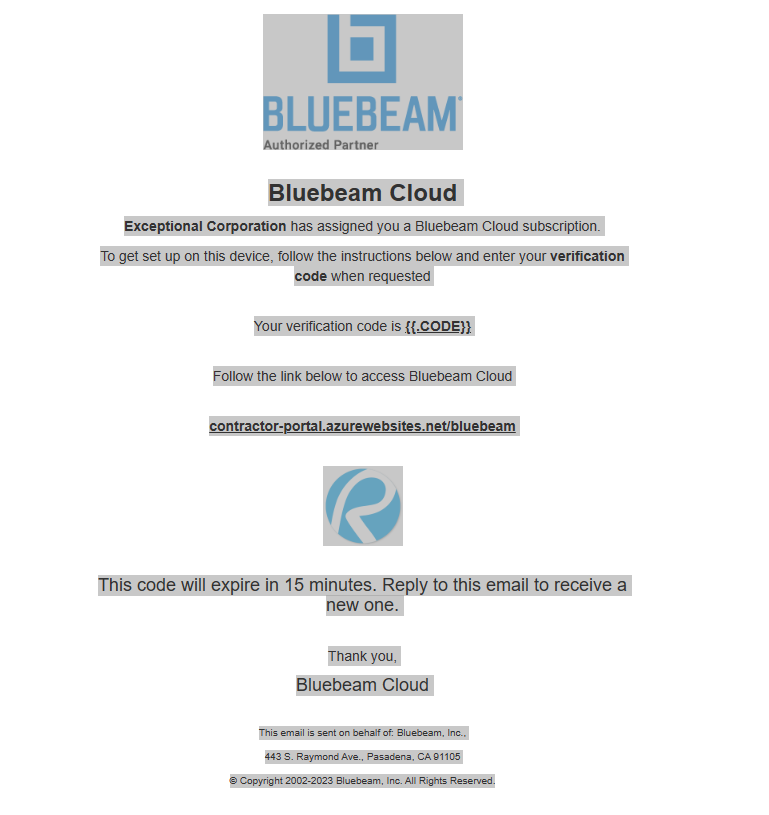 BLUEBEAM
Authorized Partner
Bluebeam Cloud
Exceptional Corporation has assigned you a Bluebeam Cloud subscription.
To get set up on this device, follow the instructions below and enter your verification
code when requested
Your verification code is {{.CODE}}
Follow the link below to access Bluebeam Cloud
contractor-portal.azurewebsites.net/bluebeam
This code will expire in 15 minutes. Reply to this email to receive a
new one.
Thank you,
Bluebeam Cloud
This email is sent on behalf of: Bluebeam, Inc.,
443 S. Raymond Ave., Pasadena, CA 91105
© Copyright 2002-2023 Bluebeam, Inc. All Rights Reserved.